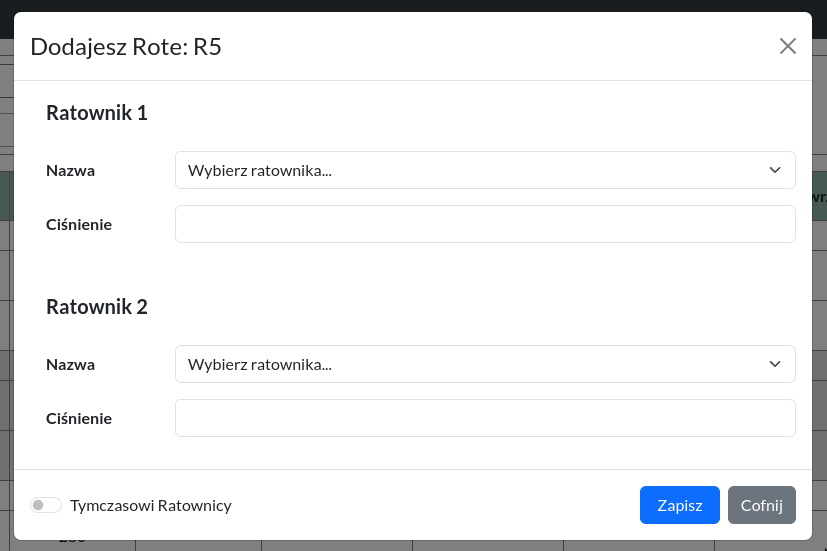 Dodajesz Rote: R5
Ratownik 1
Nazwa
Wybierz ratownika...
Ciśnienie
Ratownik 2
Nazwa
Wybierz ratownika...
Ciśnienie
Tymczasowi Ratownicy
Zapisz
Cofnij